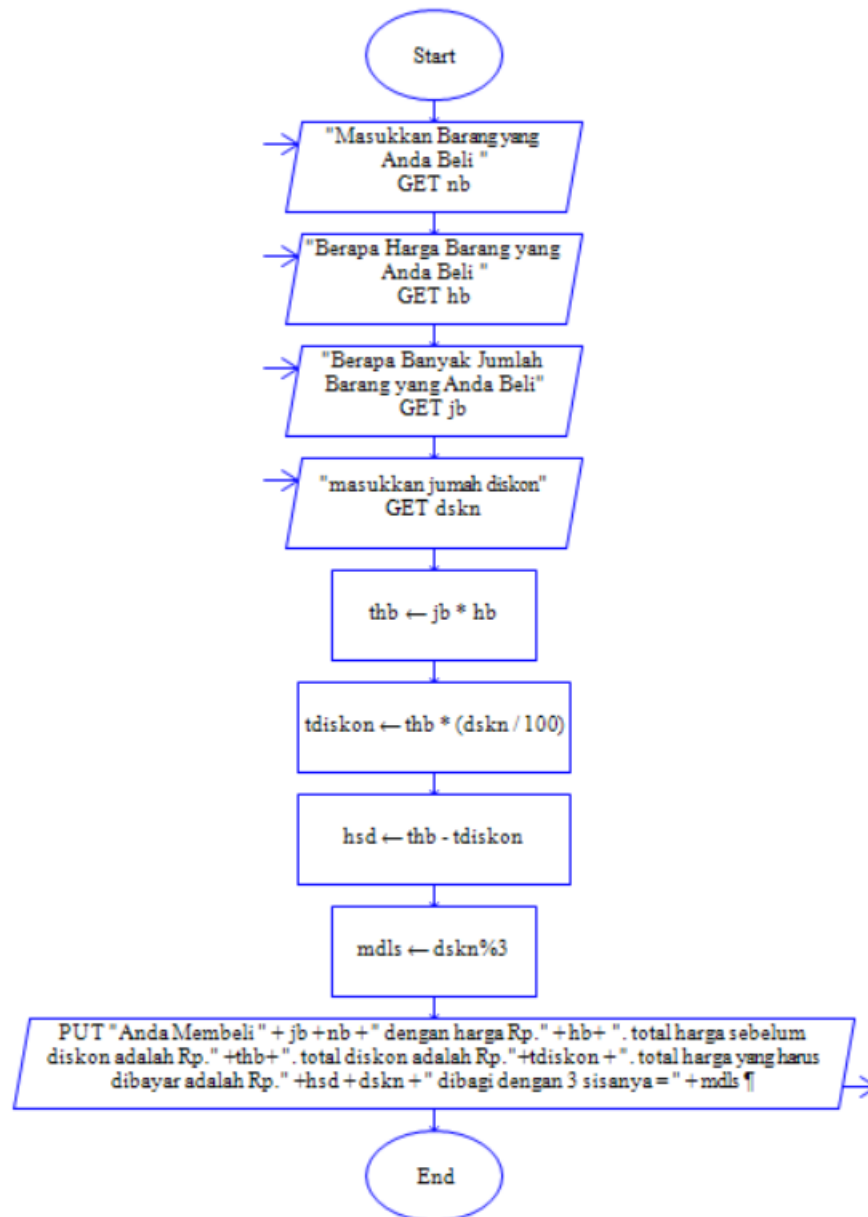 Start
"Masukkan Barang yang
Anda Beli "
GET nb
"Berapa Harga Barang yang
Anda Beli "
GET hb
"Berapa Banyak Jumlah
Barang yang Anda Beli"
GET jb
"masukkan jumah diskon"
GET dskn
thb ← jb * hb
tdiskon ← thb * (dskn / 100)
hsd ← thb - tdiskon
mdls ← dskn%3
PUT "Anda Membeli " + jb + nb + " dengan harga Rp." + hb+ ". total harga sebelum
diskon adalah Rp." +thb+ ". total diskon adalah Rp."+tdiskon + ". total harga yang harus
dibayar adalah Rp." +hsd + dskn + " dibagi dengan 3 sisanya = " + mdls ¶
End